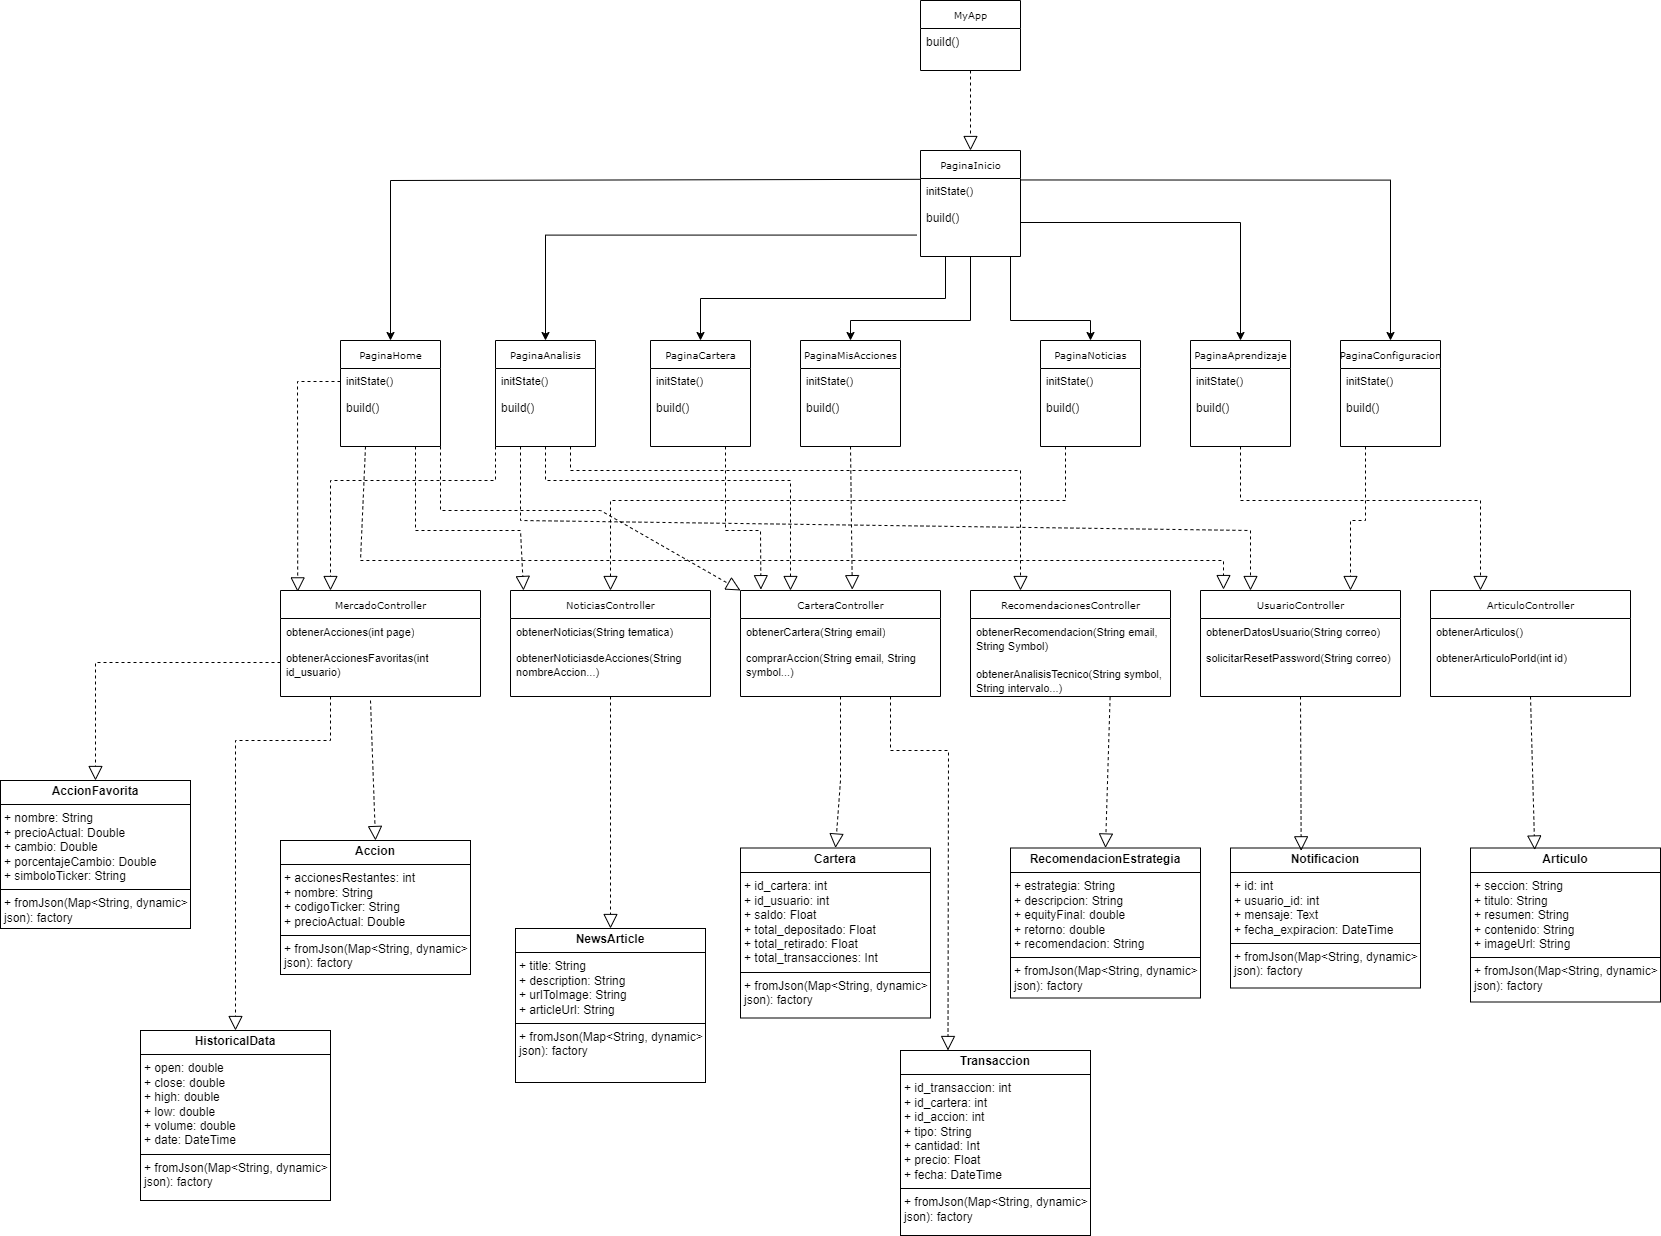 MyApp
build()
PaginaInicio
initState()
build()
PaginaHome
initState()
build()
PaginaAnalisis
initState()
build()
PaginaCartera
initState()
build()
PaginaMisAcciones
initState()
build()
PaginaNoticias
initState()
build()
PaginaAprendizaje
initState()
build()
PaginaConfiguracion
initState()
build()
MercadoController
obtenerAcciones(int page)
obtenerAccionesFavoritas(int
id_usuario)
NoticiasController
obtenerNoticias(String tematica)
obtenerNoticiasdeAcciones(String
nombreAccion...)
CarteraController
obtenerCartera(String email)
comprarAccion(String email, String
symbol...)
RecomendacionesController
obtenerRecomendacion(String email,
String Symbol)
obtenerAnalisisTecnico(String symbol,
String intervalo...)
UsuarioController
obtenerDatosUsuario(String correo)
solicitarResetPassword(String correo)
ArticuloController
obtenerArticulos()
obtenerArticuloPorId(int id)
AccionFavorita
+ nombre: String
+ precioActual: Double
+ cambio: Double
+ porcentajeCambio: Double
+ simboloTicker: String
+ fromJson(Map<String, dynamic>
json): factory
Accion
+ accionesRestantes: int
+ nombre: String
+ codigoTicker: String
+ precioActual: Double
+ fromJson(Map<String, dynamic>
json): factory
HistoricalData
+ open: double
+ close: double
+ high: double
+ low: double
+ volume: double
+ date: DateTime
+ fromJson(Map<String, dynamic>
json): factory
NewsArticle
+ title: String
+ description: String
+ urlToImage: String
+ articleUrl: String
+ fromJson(Map<String, dynamic>
json): factory
Cartera
+ id_cartera: int
+ id_usuario: int
+ saldo: Float
+ total_depositado: Float
+ total_retirado: Float
+ total_transacciones: Int
+ fromJson(Map<String, dynamic>
json): factory
Transaccion
+ id_transaccion: int
+ id_cartera: int
+ id_accion: int
+ tipo: String
+ cantidad: Int
+ precio: Float
+ fecha: DateTime
+ fromJson(Map<String, dynamic>
json): factory
RecomendacionEstrategia
+ estrategia: String
+ descripcion: String
+ equityFinal: double
+ retorno: double
+ recomendacion: String
+ fromJson(Map<String, dynamic>
json): factory
Notificacion
+ id: int
+ usuario_id: int
+ mensaje: Text
+ fecha_expiracion: DateTime
+ fromJson(Map<String, dynamic>
json): factory
Articulo
+ seccion: String
+ titulo: String
+ resumen: String
+ contenido: String
+ imageUrl: String
+ fromJson(Map<String, dynamic>
json): factory